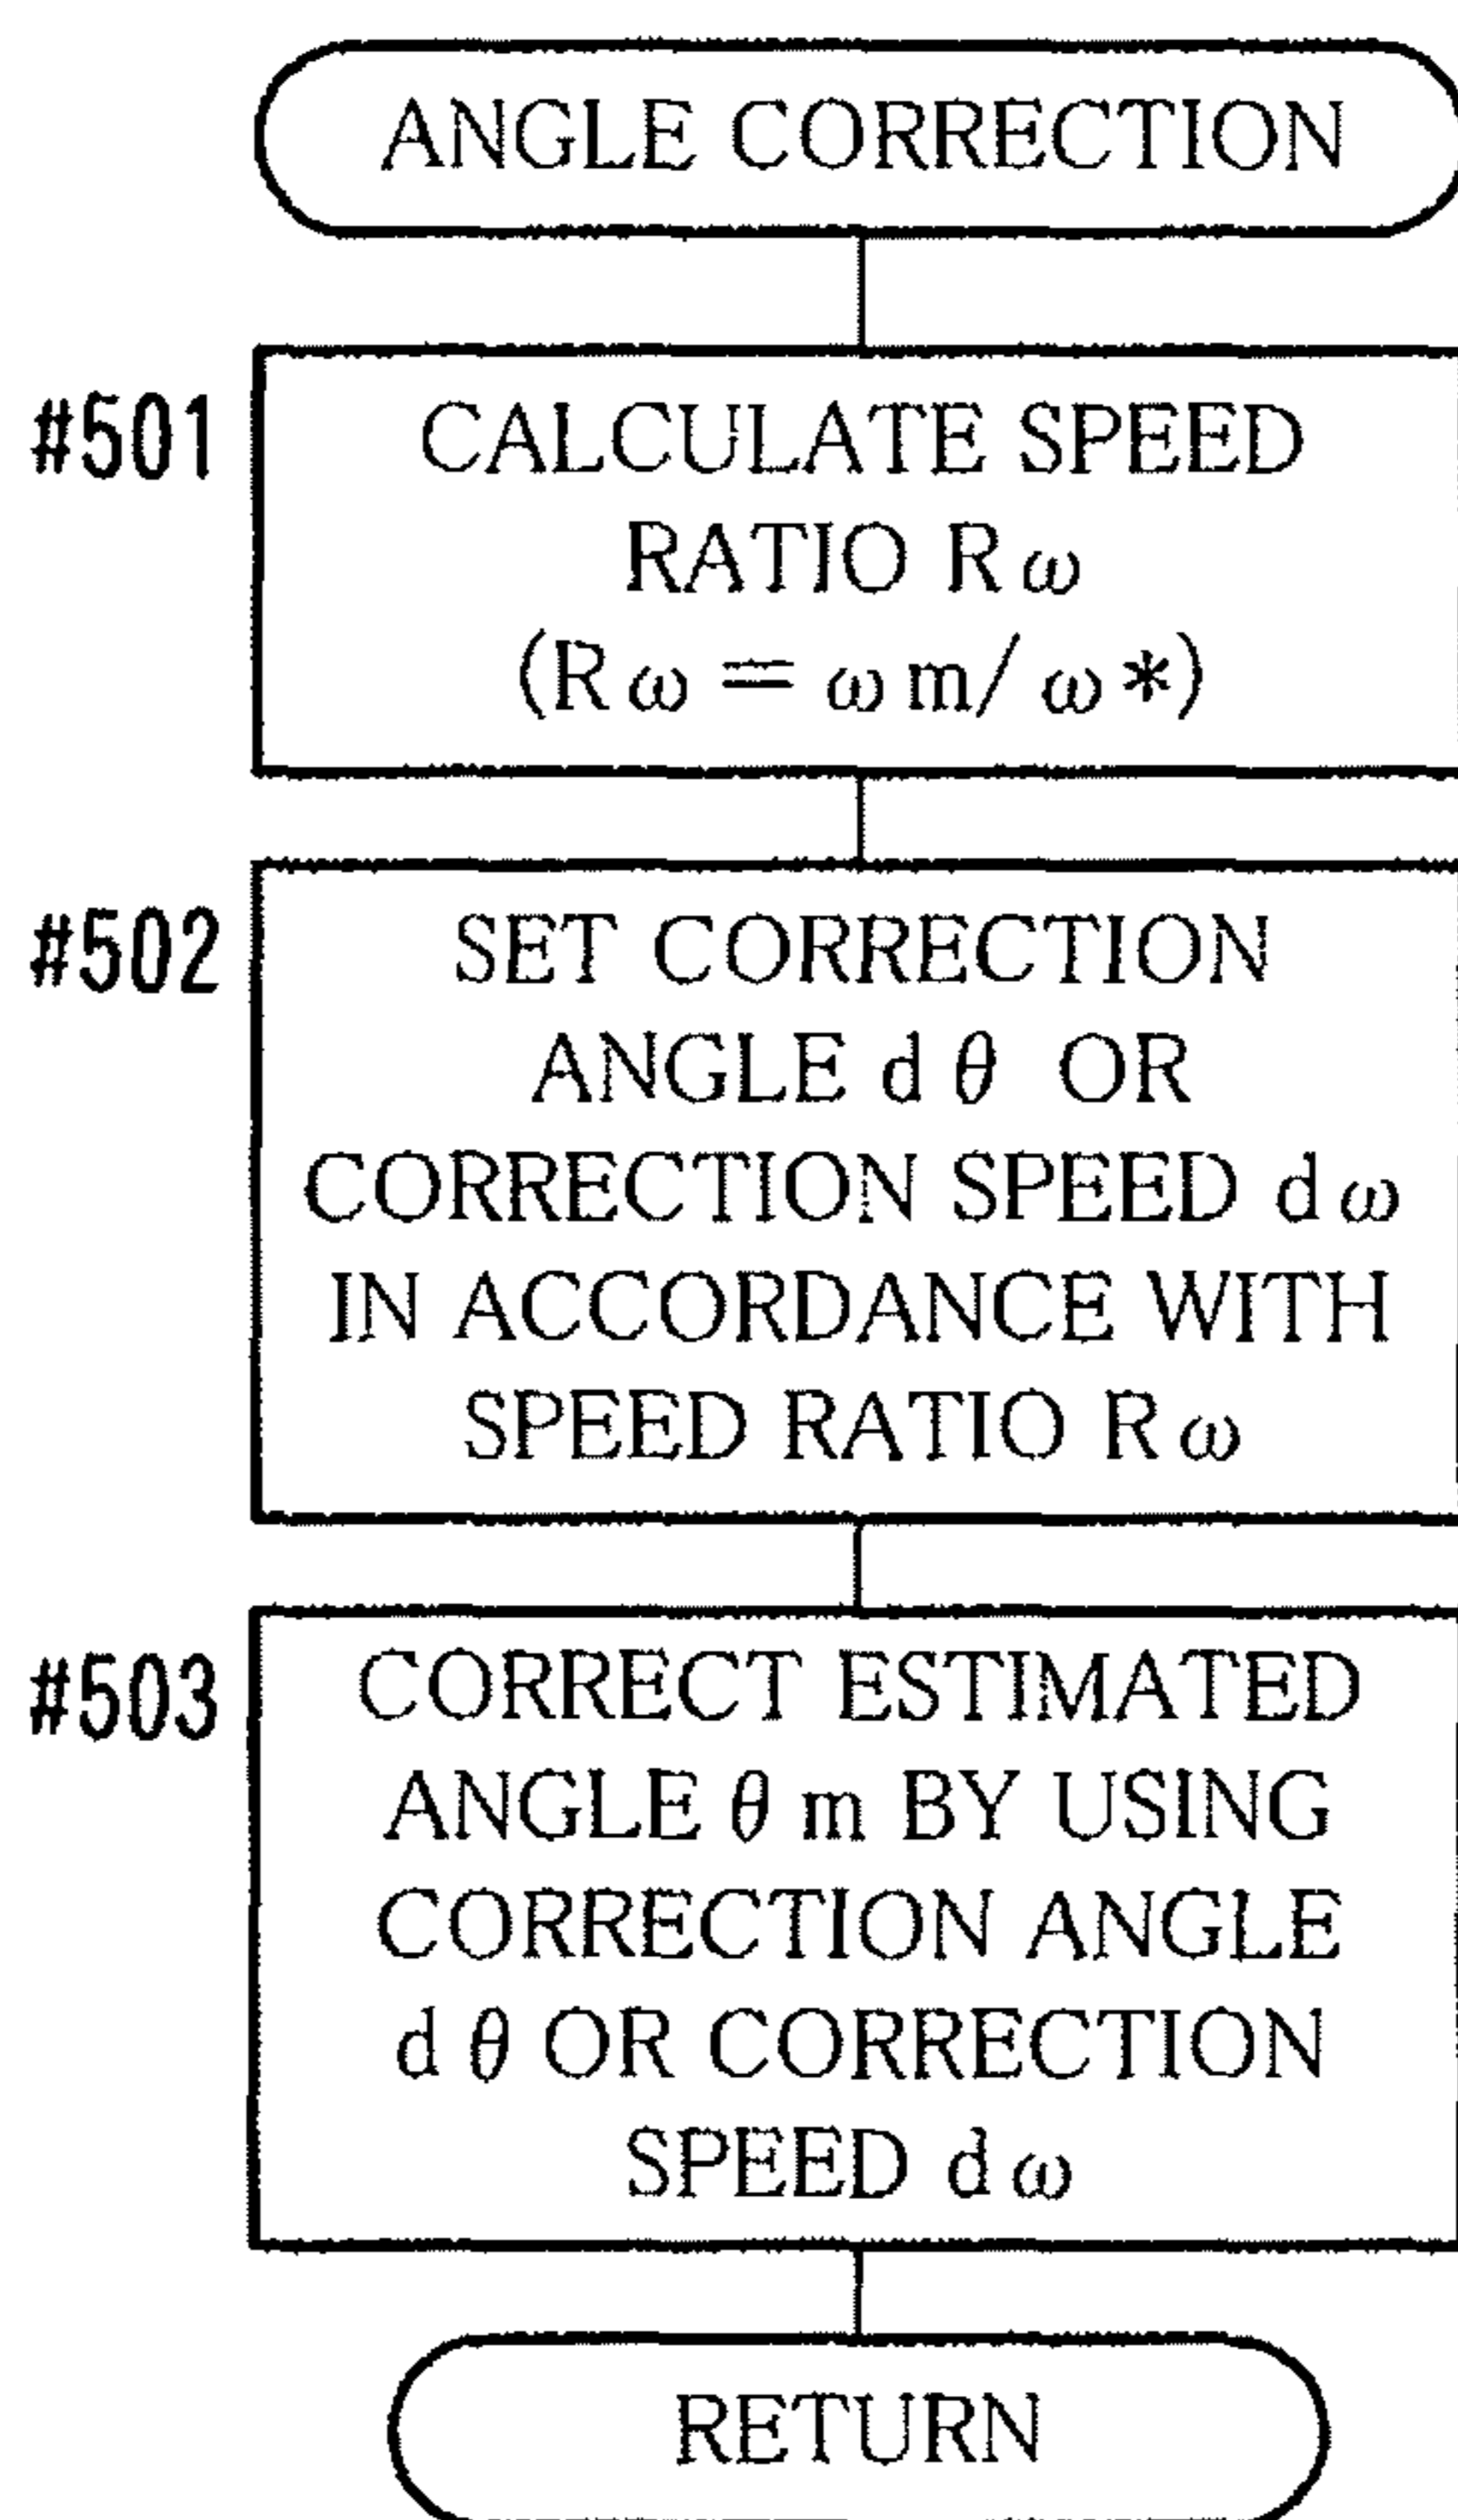 ANGLE CORRECTION
#501
CALCULATE SPEED
RATIO Rω
(Rω=ωm/ω*)
#502
SET CORRECTION
ANGLE dθ OR
CORRECTION SPEED dω
IN ACCORDANCE WITH
SPEED RATIO Rω
#503
CORRECT ESTIMATED
ANGLE θm BY USING
CORRECTION ANGLE
dθ OR CORRECTION
SPEED dω
RETURN